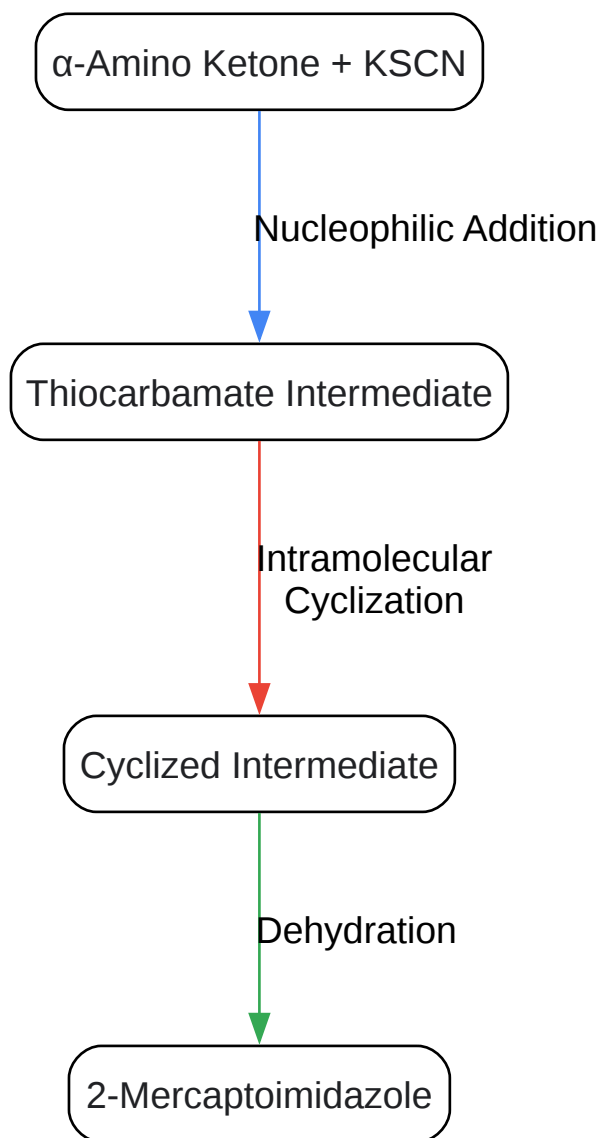 α-Amino Ketone + KSCN
Nucleophilic Addition
Thiocarbamate Intermediate
Intramolecular
Cyclization
Cyclized Intermediate
Dehydration
2-Mercaptoimidazole